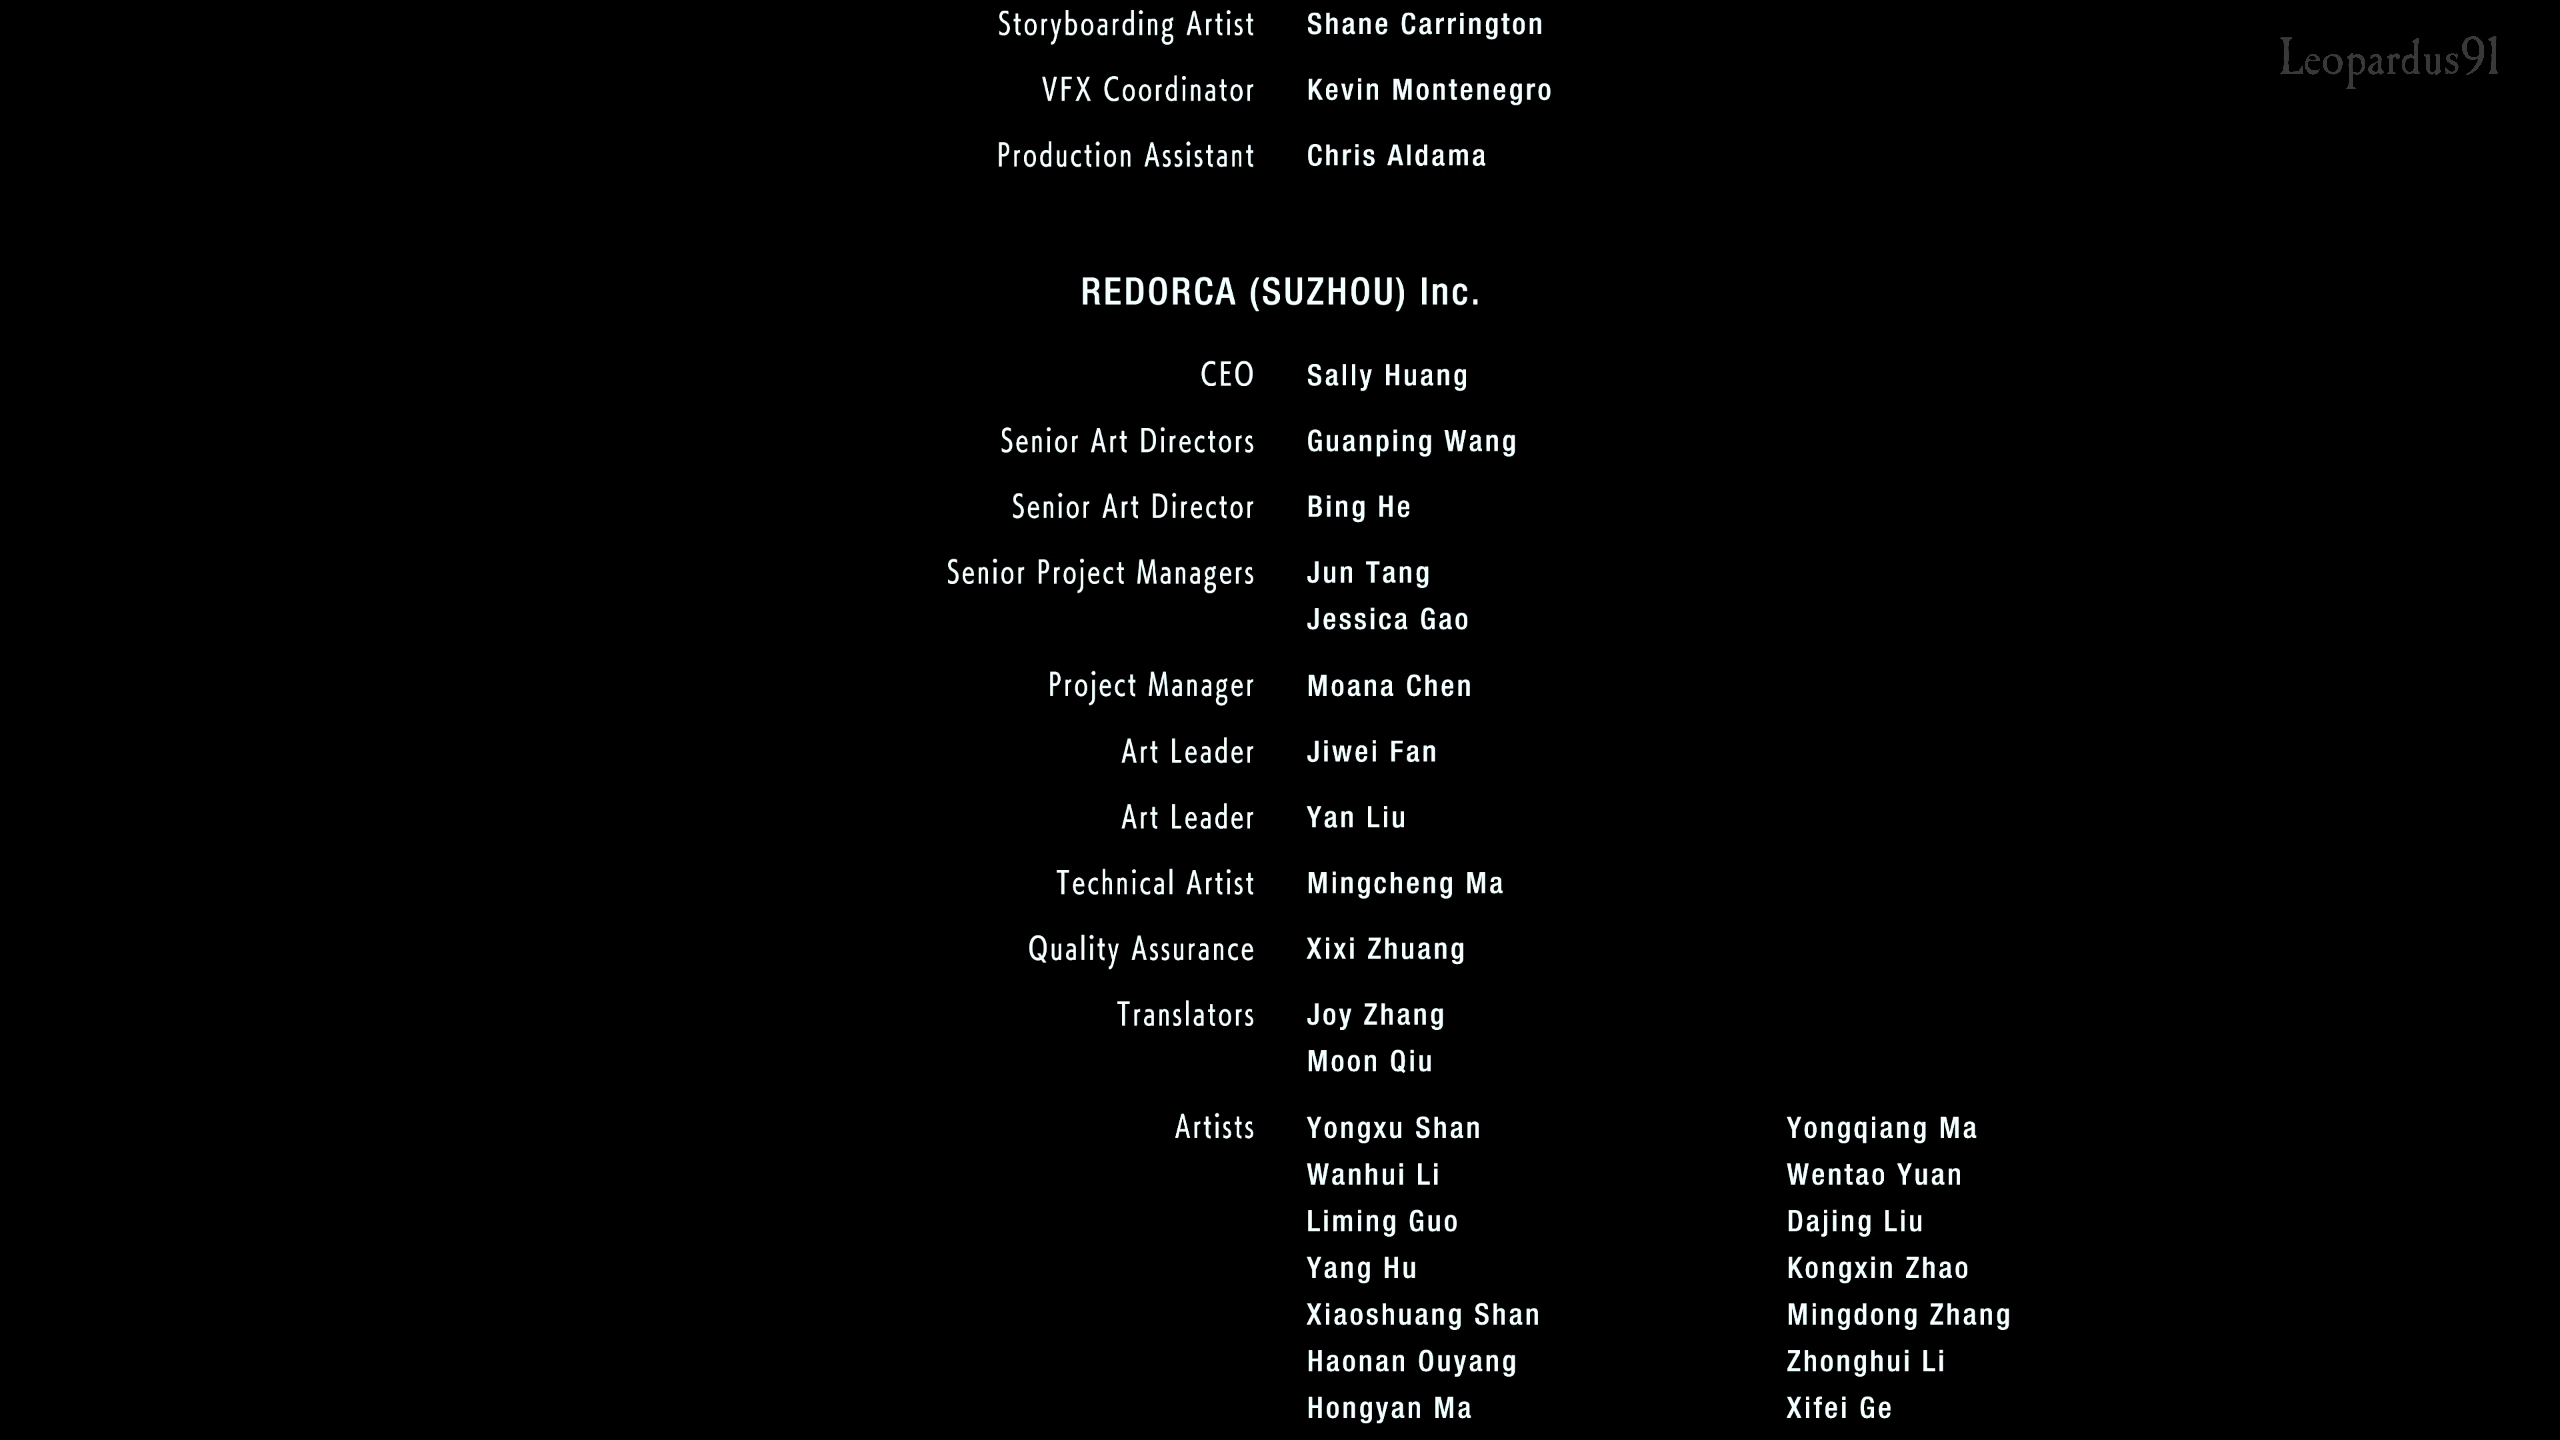 Storyboarding Artist Shane Carrington
Leopardus91
VFX Coordinator Kevin Montenegro
Production Assistant Chris Aldama
REDORCA (SUZHOU) Inc.
CEO Sally Huang
Senior Art Directors Guanping Wang
Senior Art Director Bing He
Senior Project Managers Jun Tang
Jessica Gao
Project Manager Moana Chen
Art Leader Jiwei Fan
Art Leader Yan Liu
Technical Artist Mingcheng Ma
Quality Assurance Xixi Zhuang
Translators Joy Zhang
Moon Qiu
Artists Yongxu Shan Yongqiang Ma
Wanhui Li Wentao Yuan
Liming Guo Dajing Liu
Yang Hu Kongxin Zhao
Xiaoshuang Shan Mingdong Zhang
Haonan Ouyang Zhonghui Li
Hongyan Ma Xifei Ge